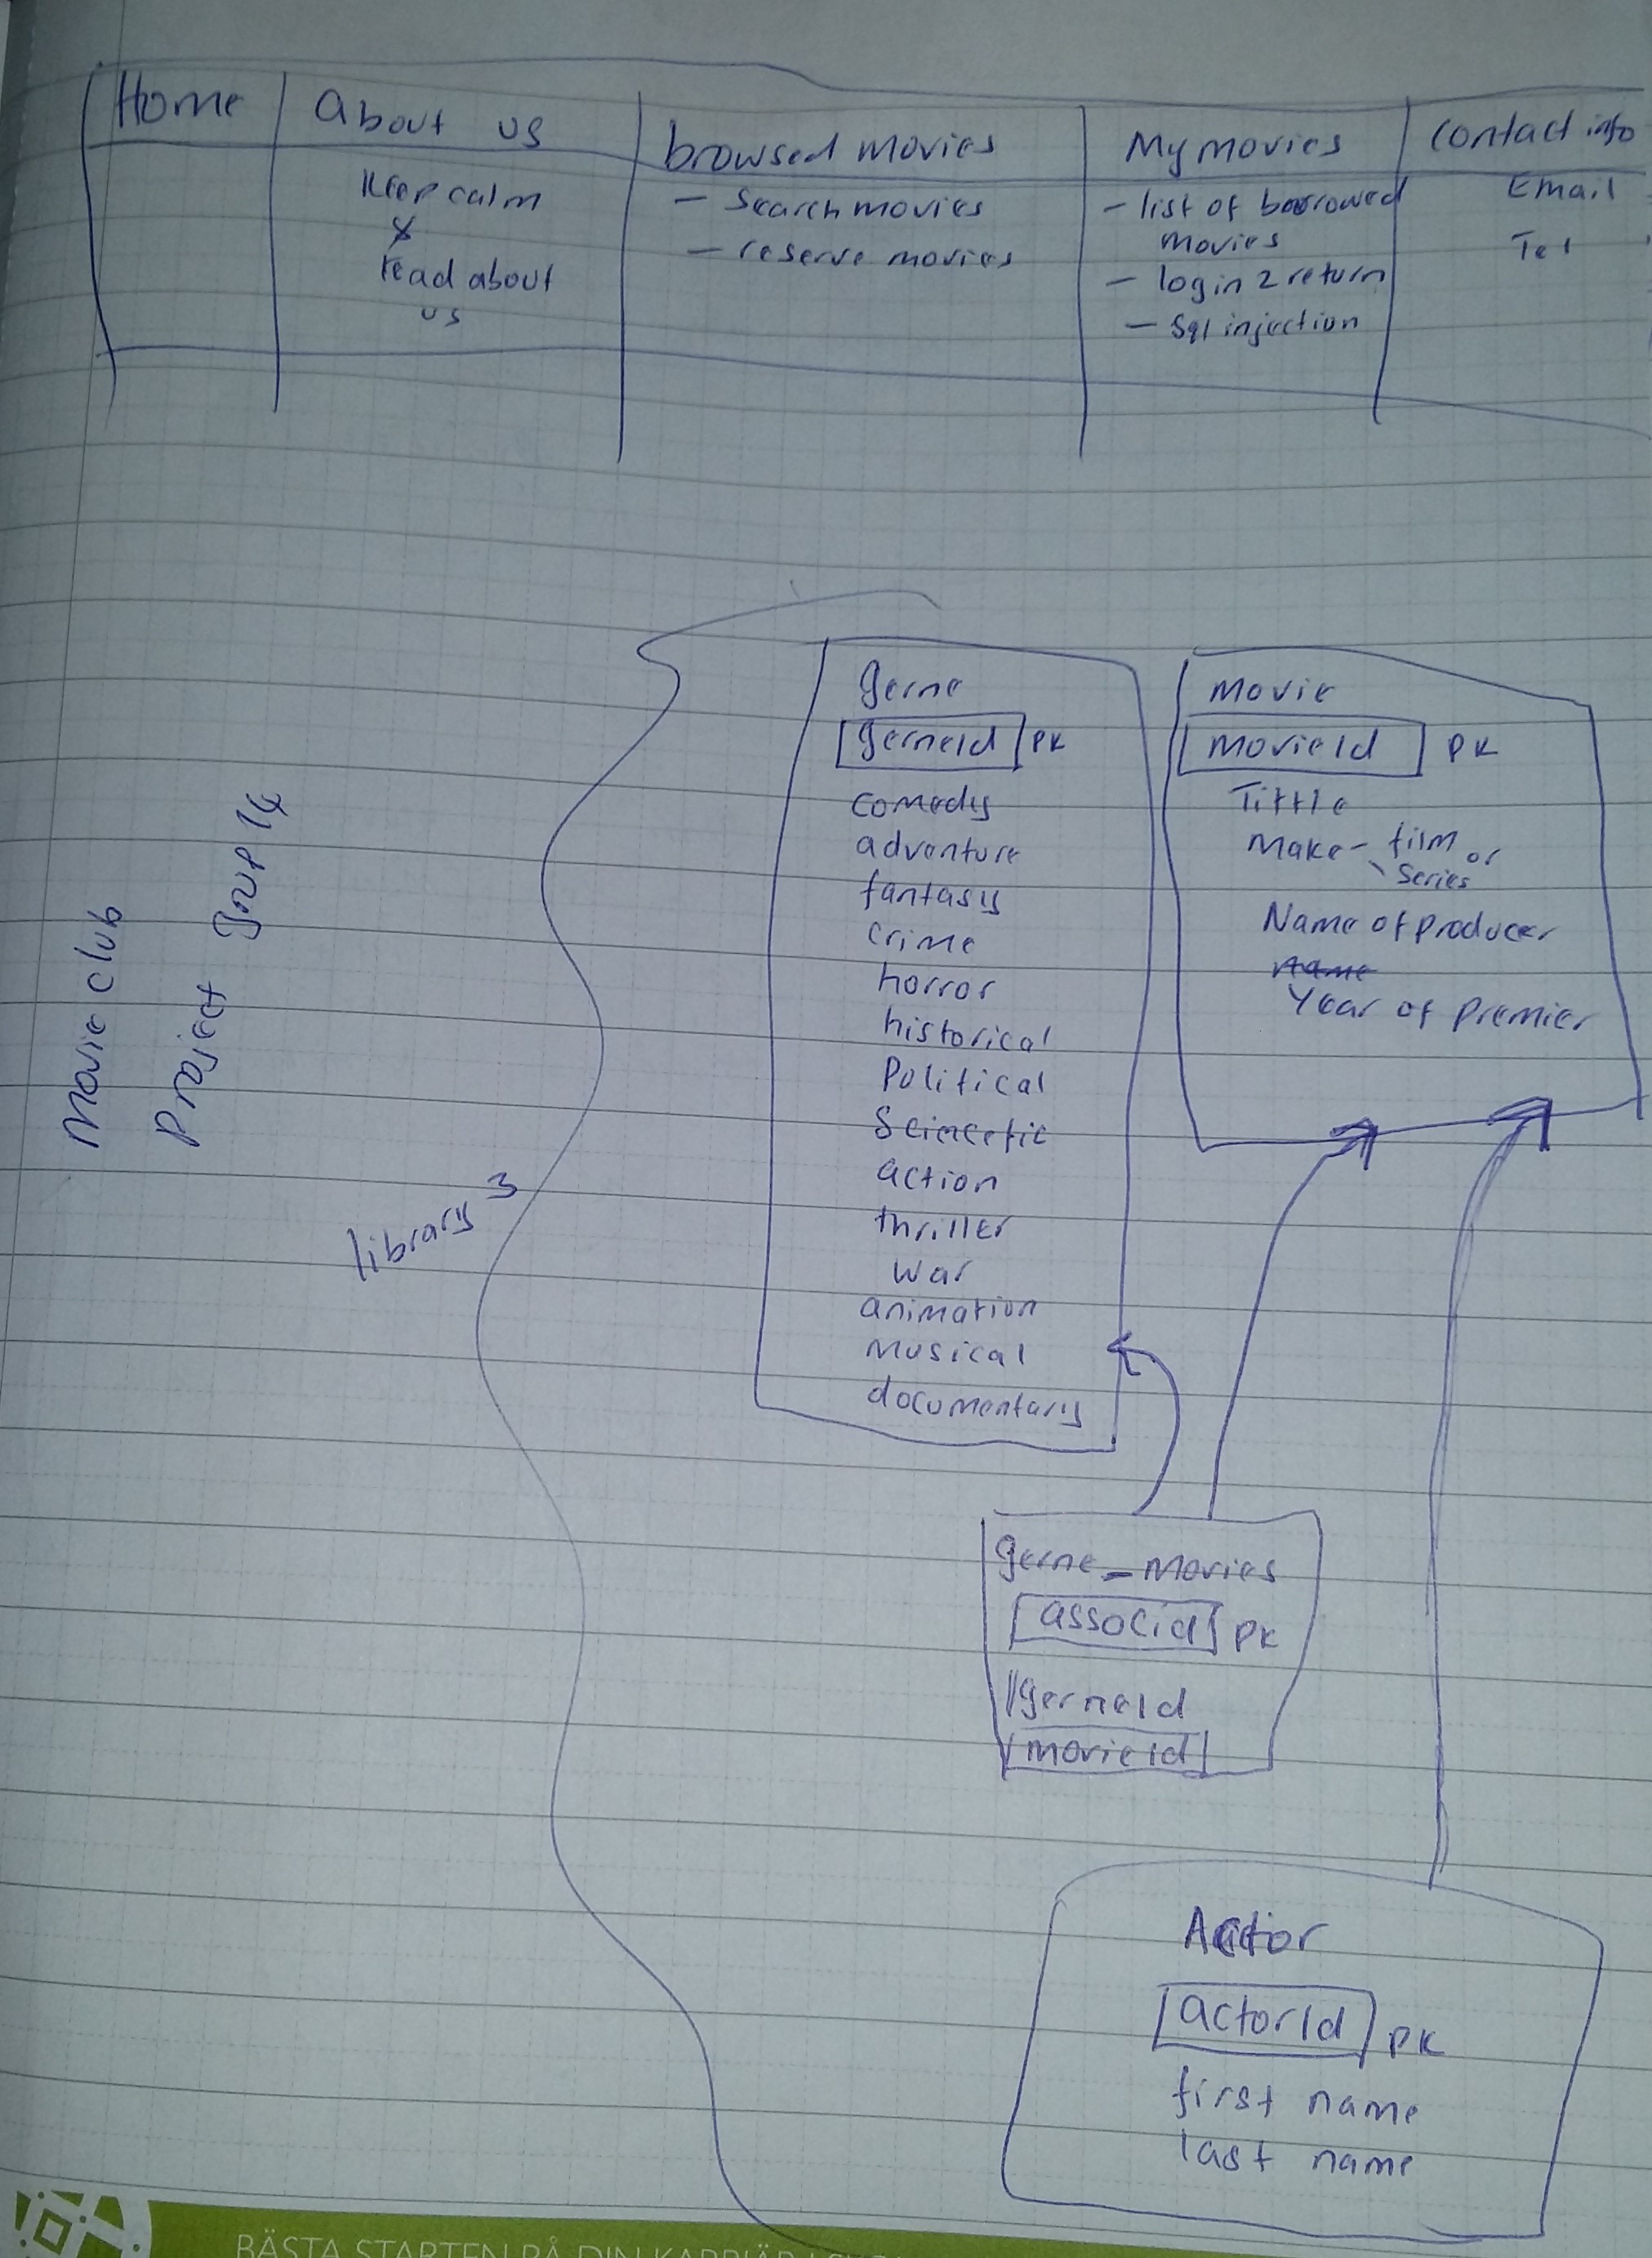 Home
About us
browsed movies
My movies
contact info
Keep calm
&
read about
us
- Search movies
- reserve movies
- list of borrowed
movies
- login 2 return
- Sql injection
Email
Tel
Movie club
Project Group 14
library 3
Gerne
GerneId PK
comedy
adventure
fantasy
crime
horror
historical
Political
Sciencefic
action
thriller
war
animation
musical
documentary
Movie
MovieId PK
Tittle
Make - film or
series
Name of producer
Name
Year of Premier
Gerne_movies
associd PK
GerneId
movieid
Actor
actorId PK
first name
last name
BÄSTA STARTEN PÅ DIN KARRIÄR